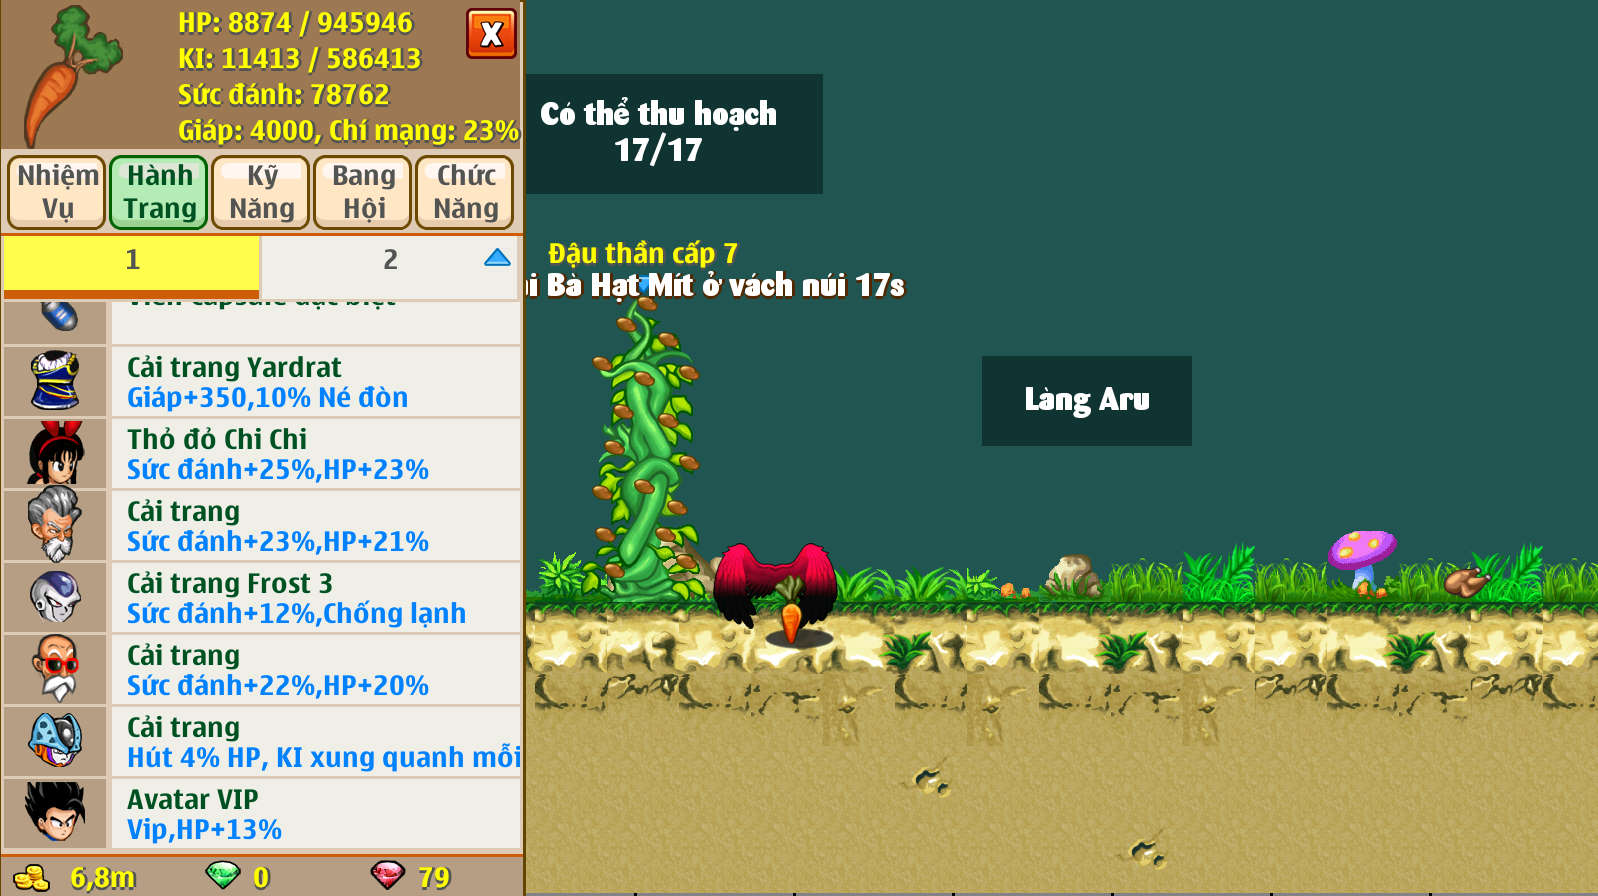 HP: 8874 / 945946
KI: 11413 / 586413
Sức đánh: 78762
Giáp: 4000, Chí mạng: 23%
X
Nhiệm Vụ
Hành Trang
Kỹ Năng
Bang Hội
Chức Năng
1
2
Viên capsule đặc biệt
Cải trang Yardrat
Giáp+350,10% Né đòn
Thỏ đỏ Chi Chi
Sức đánh+25%,HP+23%
Cải trang
Sức đánh+23%,HP+21%
Cải trang Frost 3
Sức đánh+12%,Chống lạnh
Cải trang
Sức đánh+22%,HP+20%
Cải trang
Hút 4% HP, KI xung quanh mỗi
Avatar VIP
Vip,HP+13%
6,8m
0
79
Có thể thu hoạch
17/17
Đậu thần cấp 7
Bà Hạt Mít ở vách núi 17s
Làng Aru